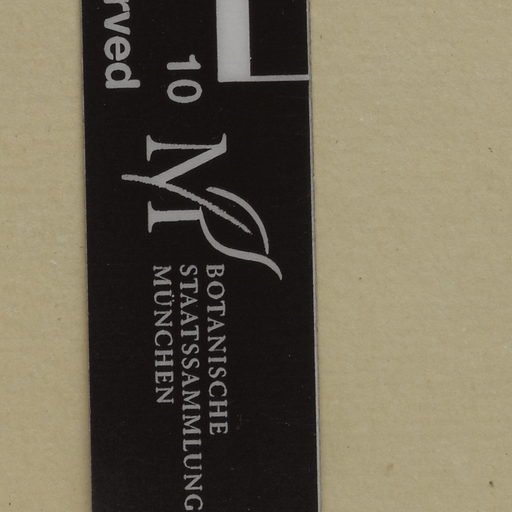 rved
10
BOTANISCHE
STAATSSAMMLUNG
MÜNCHEN